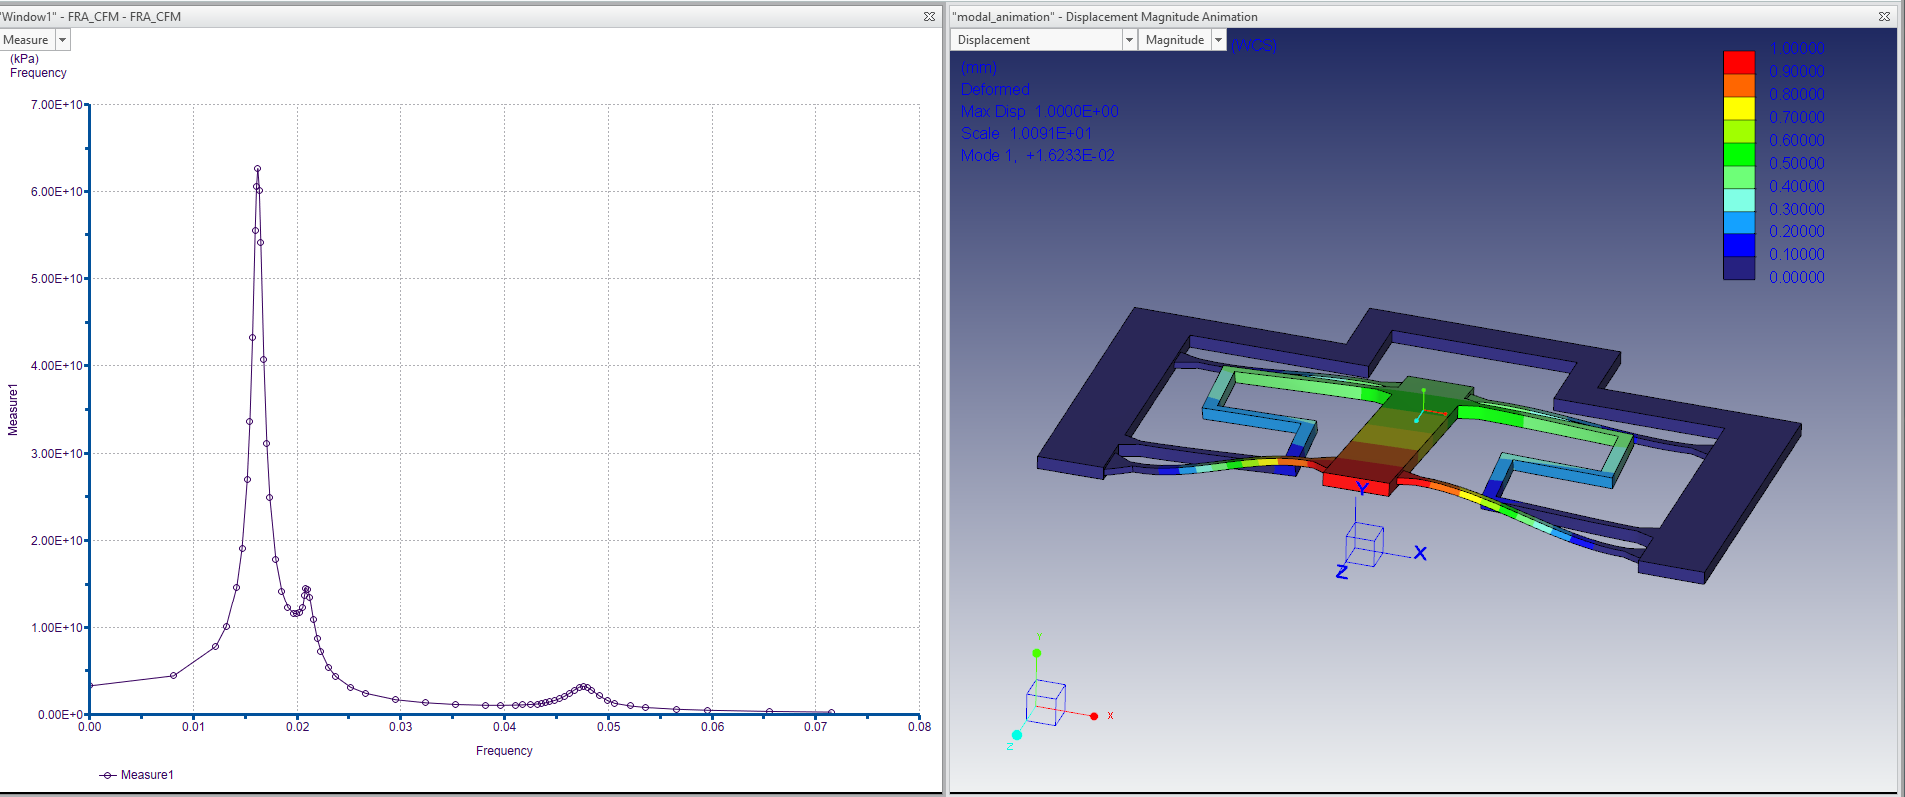 "Window1" - FRA_CFM - FRA_CFM
Measure
(kPa)
Frequency
7.00E+10
6.00E+10
5.00E+10
4.00E+10
3.00E+10
2.00E+10
1.00E+10
0.00E+0
Measure1
0.00 0.01 0.02 0.03 0.04 0.05 0.06 0.07 0.08
Frequency
Measure1
"modal_animation" - Displacement Magnitude Animation
Displacement Magnitude (WCS)
(mm)
Deformed
Max Disp 1.0000E+00
Scale 1.0091E+01
Mode 1, +1.6233E-02
1.00000
0.90000
0.80000
0.70000
0.60000
0.50000
0.40000
0.30000
0.20000
0.10000
0.00000
Y
X
Z
Y
X
Z